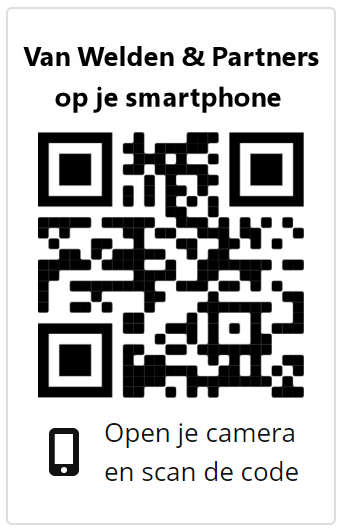 Van Welden & Partners
op je smartphone
Open je camera
en scan de code